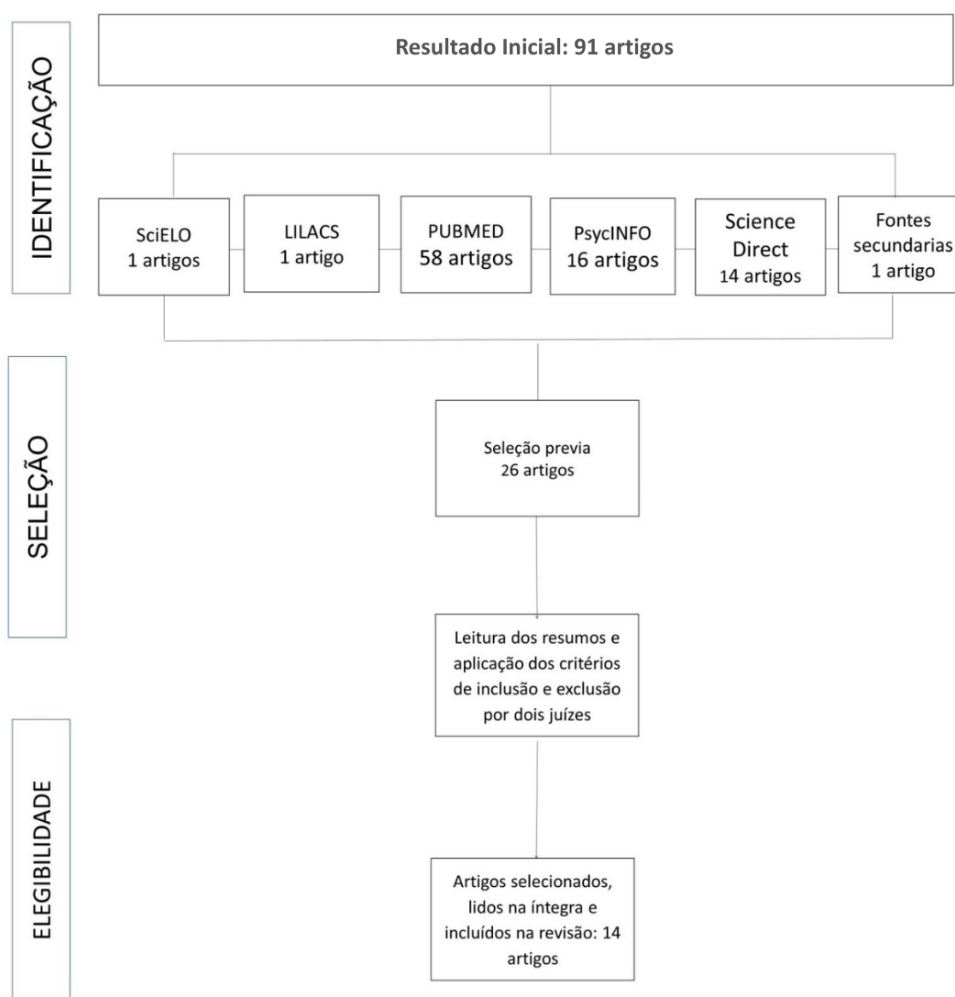 IDENTIFICAÇÃO
Resultado Inicial: 91 artigos
SciELO
1 artigos
LILACS
1 artigo
PUBMED
58 artigos
PsycINFO
16 artigos
Science
Direct
14 artigos
Fontes
secundarias
1 artigo
SELEÇÃO
Seleção previa
26 artigos
Leitura dos resumos e
aplicação dos critérios
de inclusão e exclusão
por dois juízes
ELEGIBILIDADE
Artigos selecionados,
lidos na íntegra e
incluídos na revisão: 14
artigos